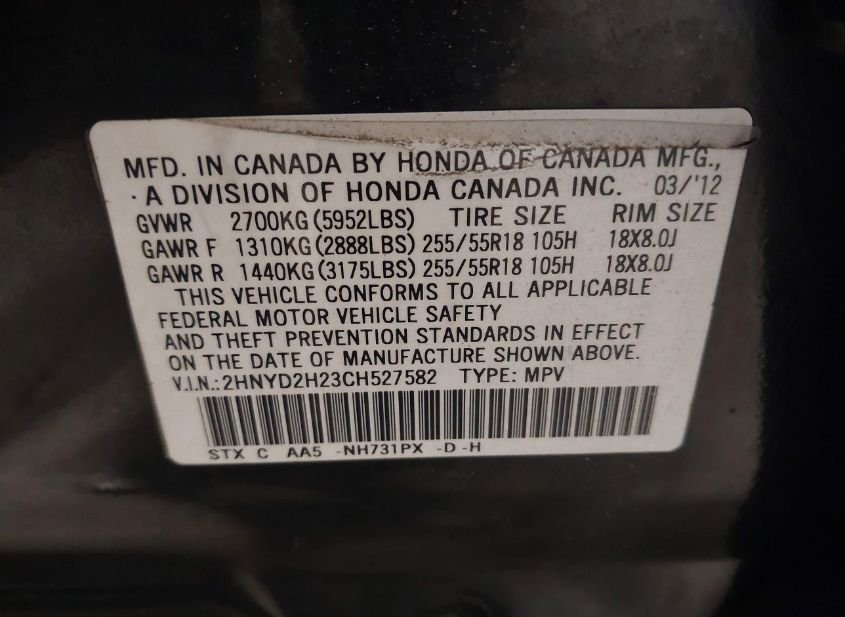 MFD. IN CANADA BY HONDA OF CANADA MFG.,
· A DIVISION OF HONDA CANADA INC. 03/'12
GVWR 2700KG (5952LBS) TIRE SIZE RIM SIZE
GAWR F 1310KG (2888LBS) 255/55R18 105H 18X8.0J
GAWR R 1440KG (3175LBS) 255/55R18 105H 18X8.0J
THIS VEHICLE CONFORMS TO ALL APPLICABLE
FEDERAL MOTOR VEHICLE SAFETY
AND THEFT PREVENTION STANDARDS IN EFFECT
ON THE DATE OF MANUFACTURE SHOWN ABOVE.
V.I.N.: 2HNYD2H23CH527582 TYPE: MPV
STX C AA5 -NH731PX -D -H